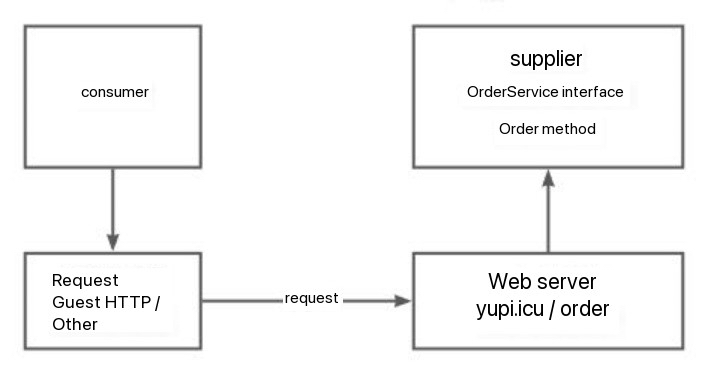 consumer
supplier
OrderService interface
Order method
Request
Guest HTTP /
Other
request
Web server
yupi.icu / order